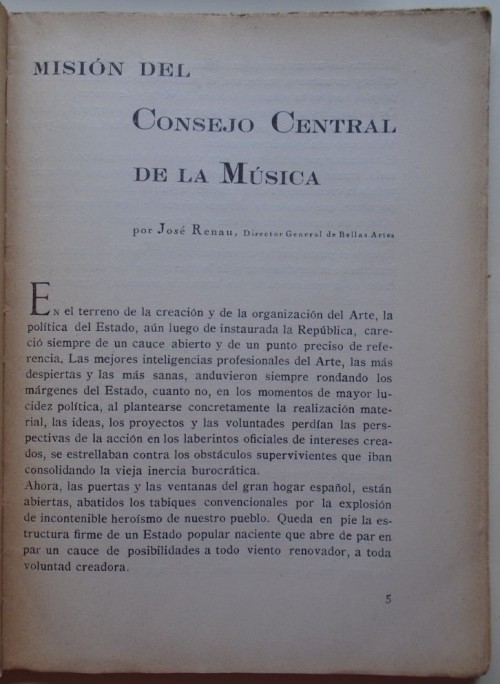 MISIÓN DEL
CONSEJO CENTRAL
DE LA MÚSICA
por José Renau, Director General de Bellas Artes
EN el terreno de la creación y de la organización del Arte, la
política del Estado, aún luego de instaurada la República, care-
ció siempre de un cauce abierto y de un punto preciso de refe-
rencia. Las mejores inteligencias profesionales del Arte, las más
despiertas y las más sanas, anduvieron siempre rondando los
márgenes del Estado, cuanto no, en los momentos de mayor lu-
cidez política, al plantearse concretamente la realización mate-
rial, las ideas, los proyectos y las voluntades perdían las pers-
pectivas de la acción en los laberintos oficiales de intereses crea-
dos, se estrellaban contra los obstáculos supervivientes que iban
consolidando la vieja inercia burocrática.
Ahora, las puertas y las ventanas del gran hogar español, están
abiertas, abatidos los tabiques convencionales por la explosión
de incontenible heroísmo de nuestro pueblo. Queda en pie la es-
tructura firme de un Estado popular naciente que abre de par en
par un cauce de posibilidades a todo viento renovador, a toda
voluntad creadora.
5